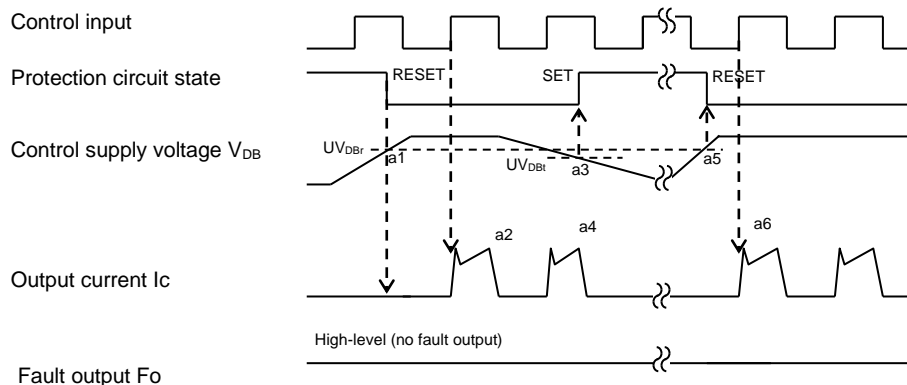 Control input
Protection circuit state
RESET
SET
RESET
Control supply voltage VDB
UVDBr
a1
UVDBt
a3
a5
a2
a4
a6
Output current Ic
High-level (no fault output)
Fault output Fo